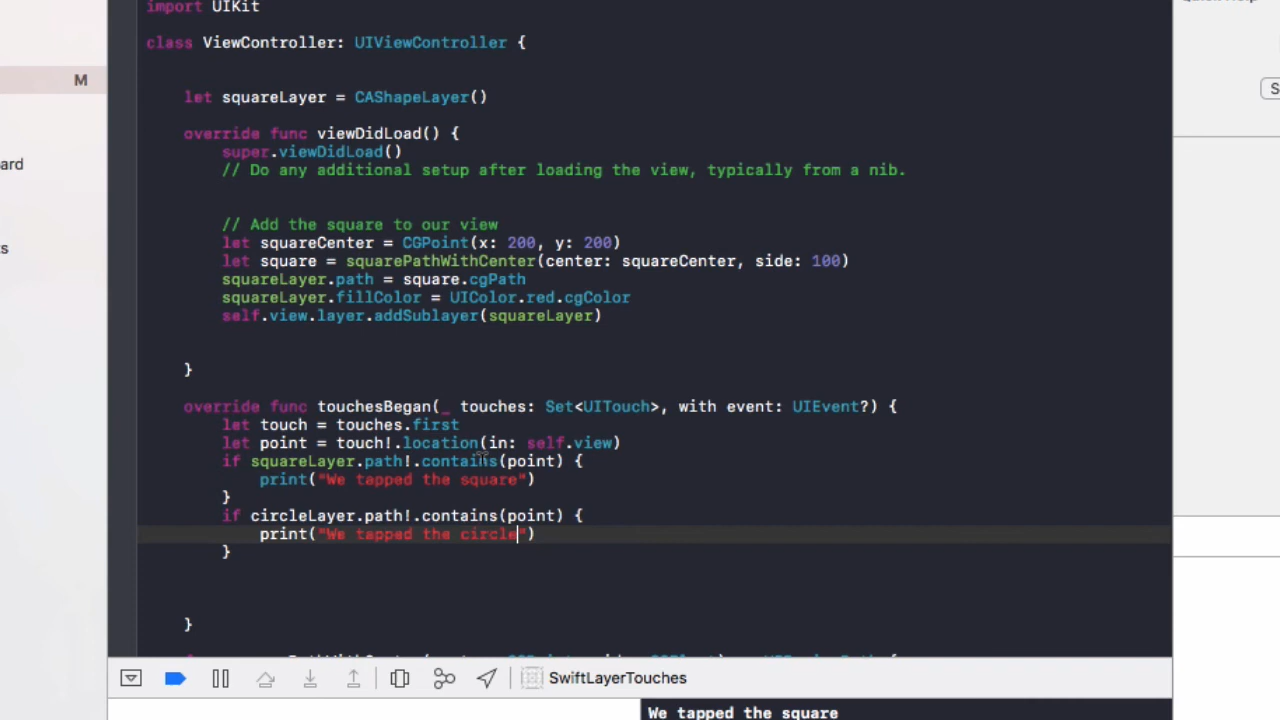 import UIKit
class ViewController: UIViewController {
M
let squareLayer = CAShapeLayer()
override func viewDidLoad() {
super.viewDidLoad()
ard
// Do any additional setup after loading the view, typically from a nib.
// Add the square to our view
let squareCenter = CGPoint(x: 200, y: 200)
let square = squarePathWithCenter(center: squareCenter, side: 100)
squareLayer.path = square.cgPath
squareLayer.fillColor = UIColor.red.cgColor
self.view.layer.addSublayer(squareLayer)
}
override func touchesBegan(_ touches: Set<UITouch>, with event: UIEvent?) {
let touch = touches.first
let point = touch!.location(in: self.view)
if squareLayer.path!.contains(point) {
print("We tapped the square")
}
if circleLayer.path!.contains(point) {
print("We tapped the circle")
}
}
SwiftLayerTouches
We tapped the square